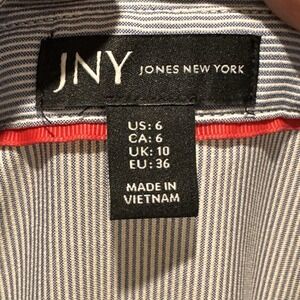 JNY JONES NEW YORK
US: 6
CA: 6
UK: 10
EU: 36
MADE IN
VIETNAM